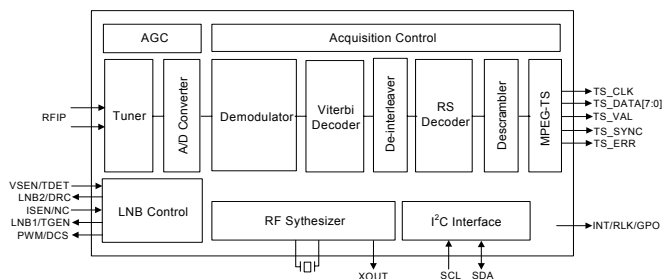 AGC
Acquisition Control
RFIP
Tuner
A/D Converter
Demodulator
Viterbi
Decoder
De-interleaver
RS
Decoder
Descrambler
MPEG-TS
TS_CLK
TS_DATA[7:0]
TS_VAL
TS_SYNC
TS_ERR
VSEN/TDET
LNB2/DRC
ISEN/NC
LNB1/TGEN
PWM/DCS
LNB Control
RF Sythesizer
I²C Interface
INT/RLK/GPO
XOUT
SCL
SDA